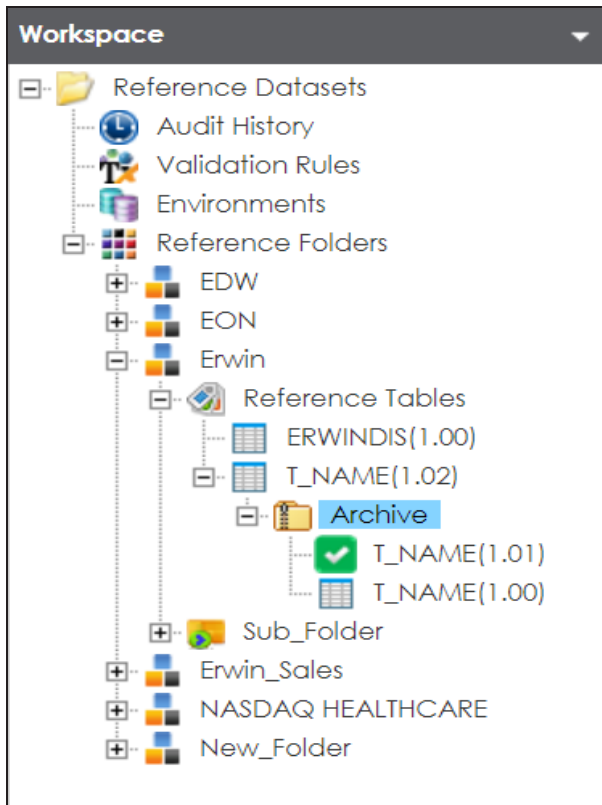 Workspace
Reference Datasets
Audit History
Validation Rules
Environments
Reference Folders
EDW
EON
Erwin
Reference Tables
ERWINDIS(1.00)
T_NAME(1.02)
Archive
T_NAME(1.01)
T_NAME(1.00)
Sub_Folder
Erwin_Sales
NASDAQ HEALTHCARE
New_Folder